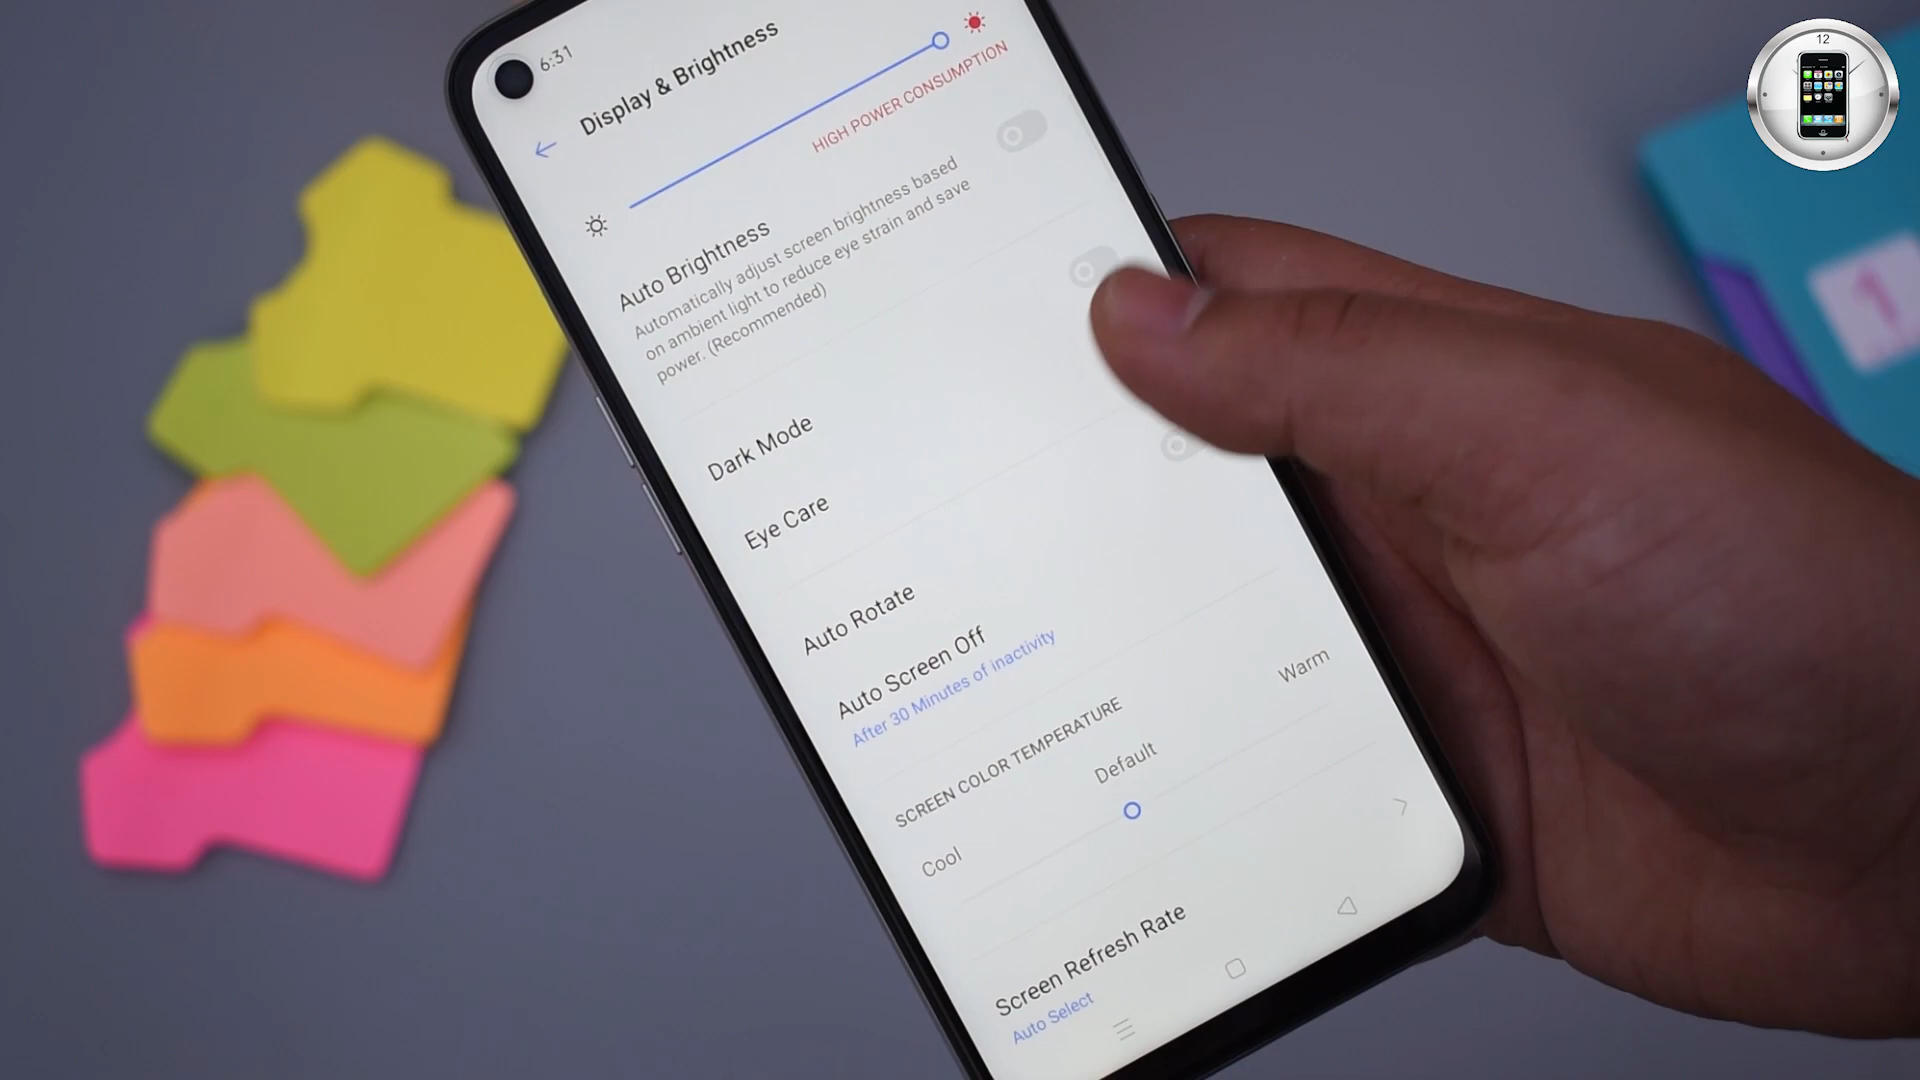 6:31
Display & Brightness
HIGH POWER CONSUMPTION
Auto Brightness
Automatically adjust screen brightness based
on ambient light to reduce eye strain and save
power. (Recommended)
Dark Mode
Eye Care
Auto Rotate
Auto Screen Off
After 30 Minutes of inactivity
SCREEN COLOR TEMPERATURE
Cool
Default
Warm
Screen Refresh Rate
Auto Select
12
1